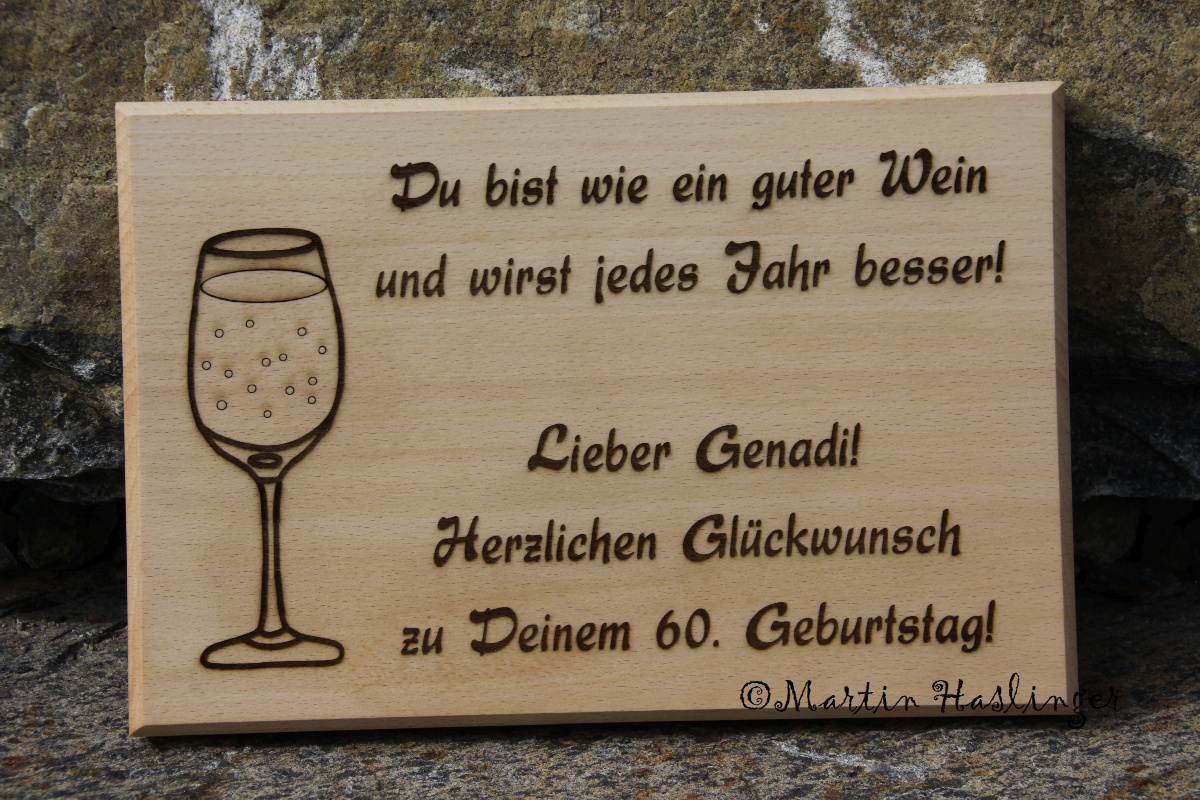 Du bist wie ein guter Wein
und wirst jedes Jahr besser!
Lieber Genadi!
Herzlichen Glückwunsch
zu Deinem 60. Geburtstag!
©Martin Haslinger